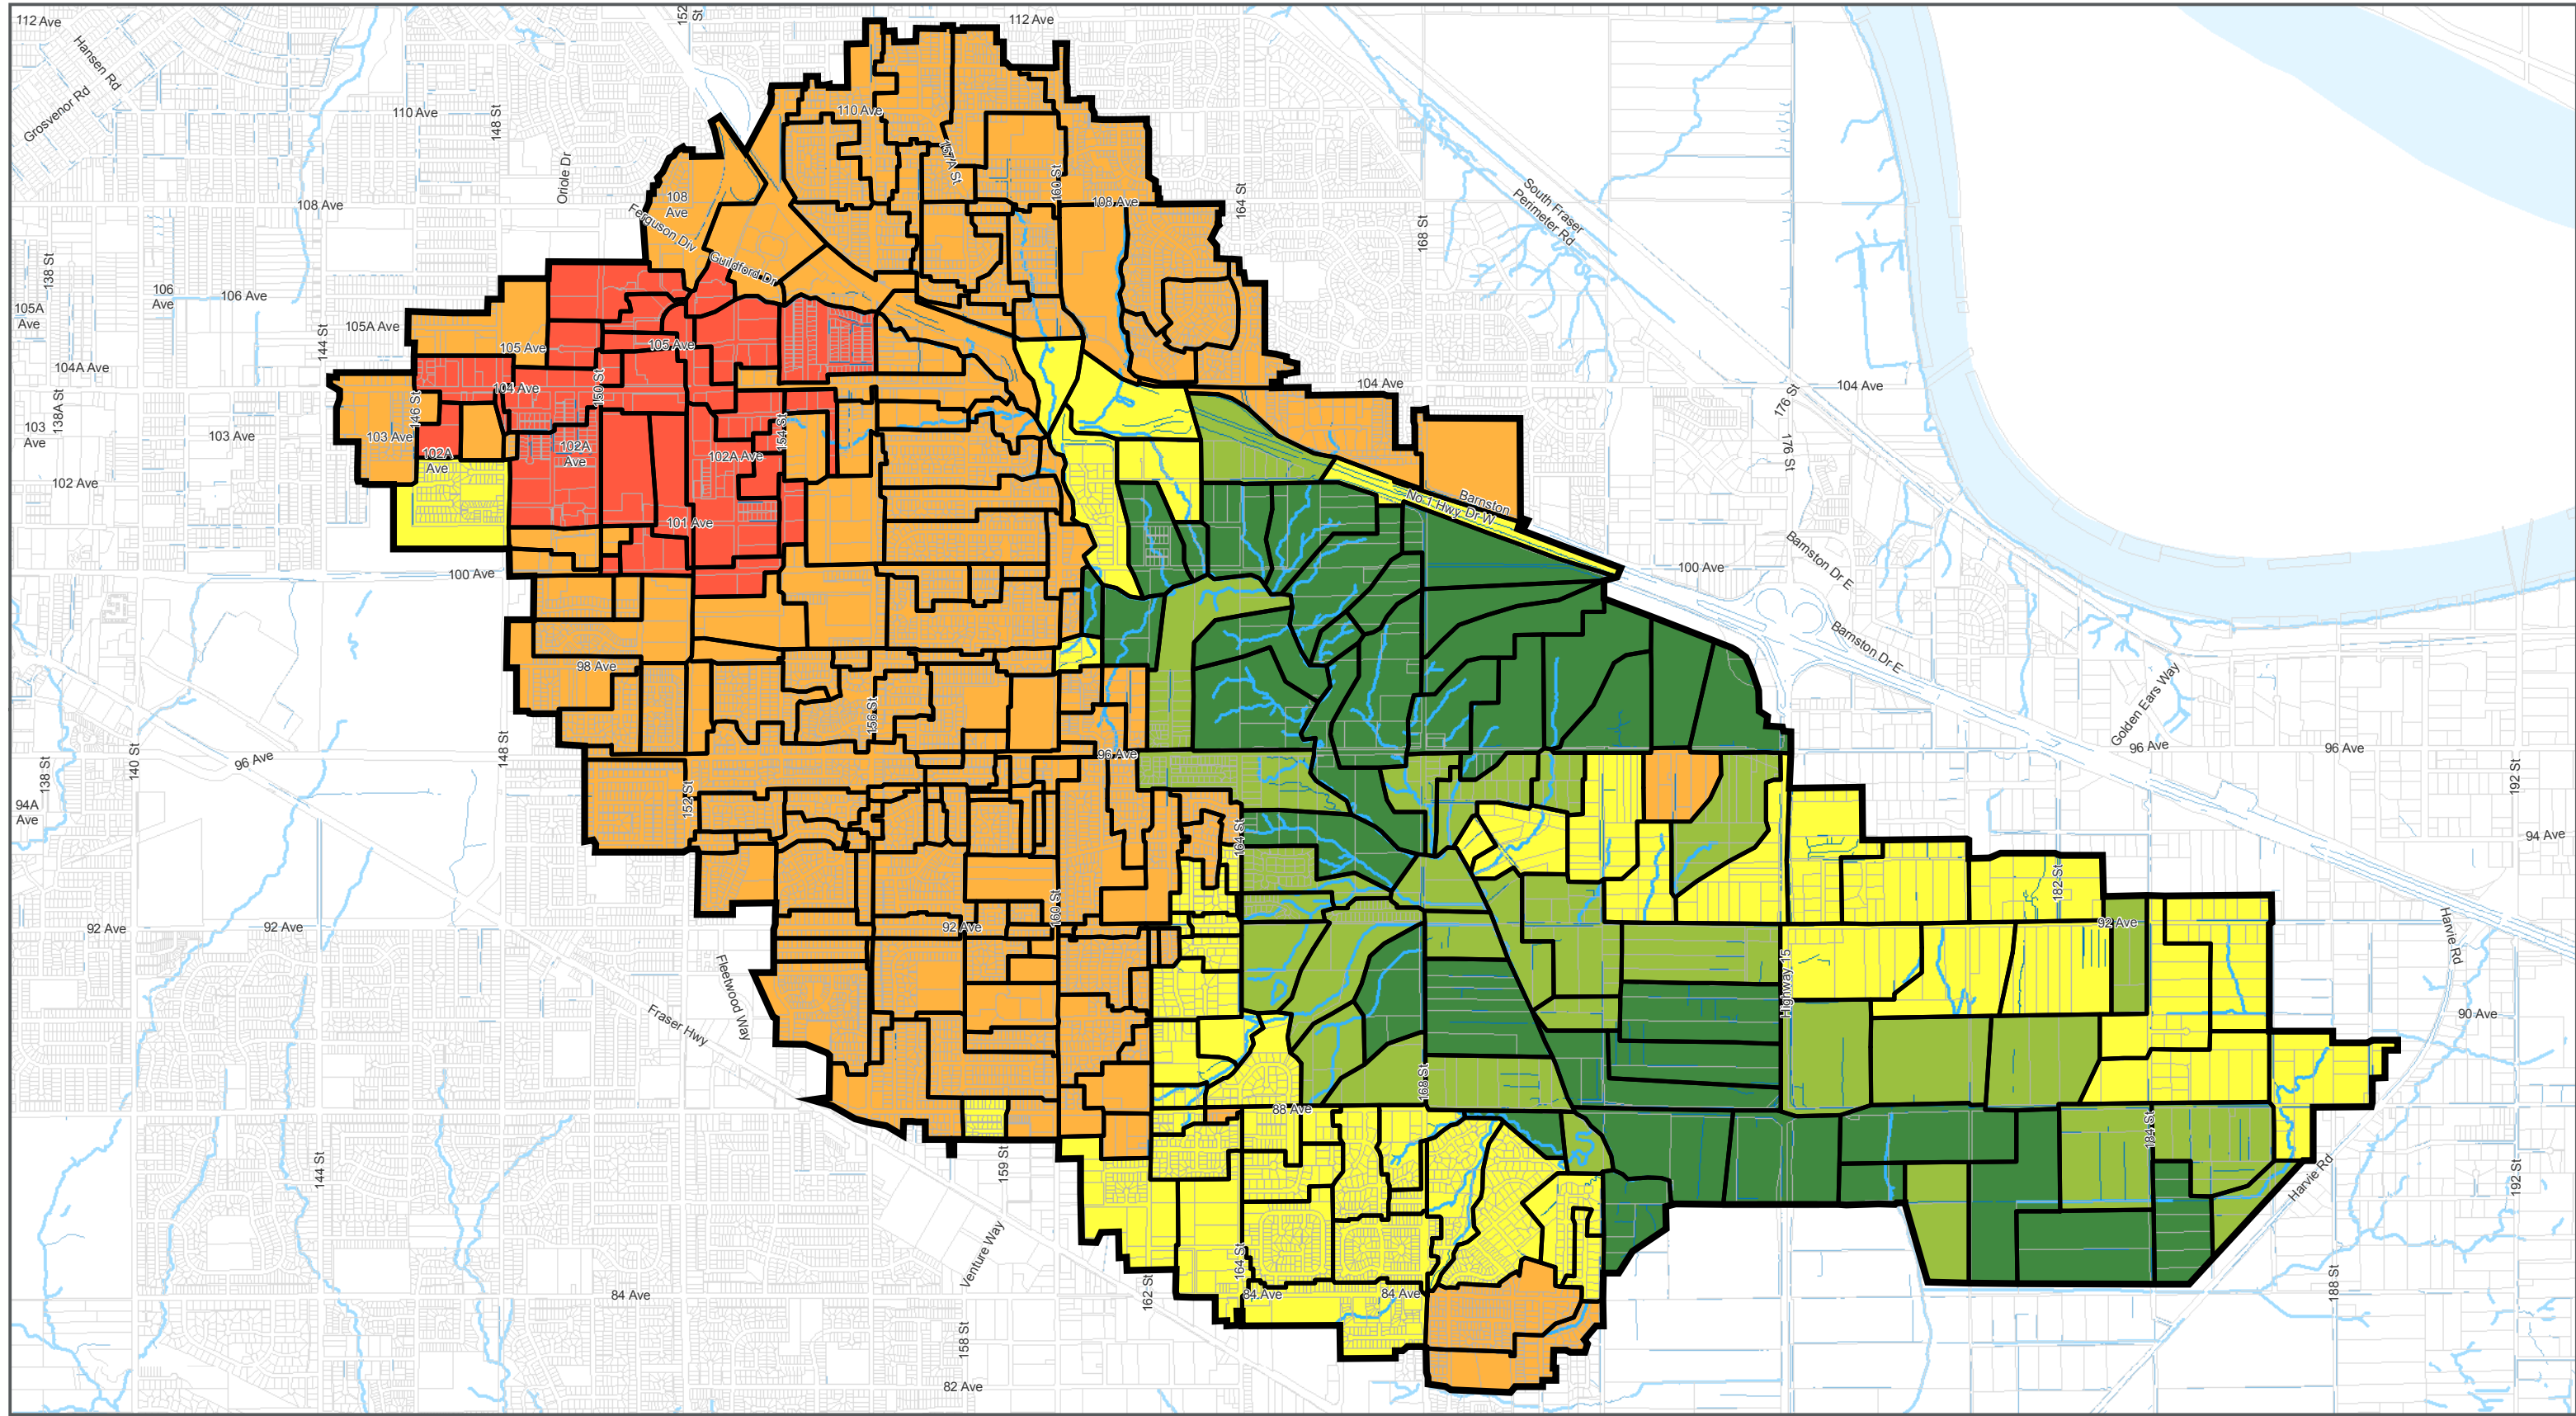 112 Ave
152
St
112 Ave
Hansen Rd
Grosvenor Rd
110 Ave
148 St
110 Ave
Oriole Dr
157A St
160 St
164 St
108
Ave
108 Ave
108 Ave
South Fraser
Perimeter Rd
168 St
Ferguson Div
Guildford Dr
138 St
106
Ave
106 Ave
105A
Ave
105A Ave
144 St
105 Ave
105 Ave
104A Ave
104 Ave
104 Ave
104 Ave
150 St
138A St
146 St
176 St
103
Ave
103 Ave
103 Ave
154 St
102A
Ave
102A
Ave
102A Ave
176 St
102 Ave
Barnston
Dr W
No 1 Hwy
101 Ave
100 Ave
100 Ave
Barnston Dr E
Barnston Dr E
98 Ave
Golden Ears Way
156 St
148 St
140 St
138 St
96 Ave
96 Ave
96 Ave
96 Ave
192 St
94A
Ave
152 St
164 St
94 Ave
182 St
160 St
92 Ave
92 Ave
92 Ave
92 Ave
Harvie Rd
Fleetwood Way
Highway 15
Fraser Hwy
90 Ave
168 St
88 Ave
184 St
144 St
159 St
192 St
Harvie Rd
Venture Way
164 St
162 St
188 St
84 Ave
84 Ave
84 Ave
158 St
82 Ave